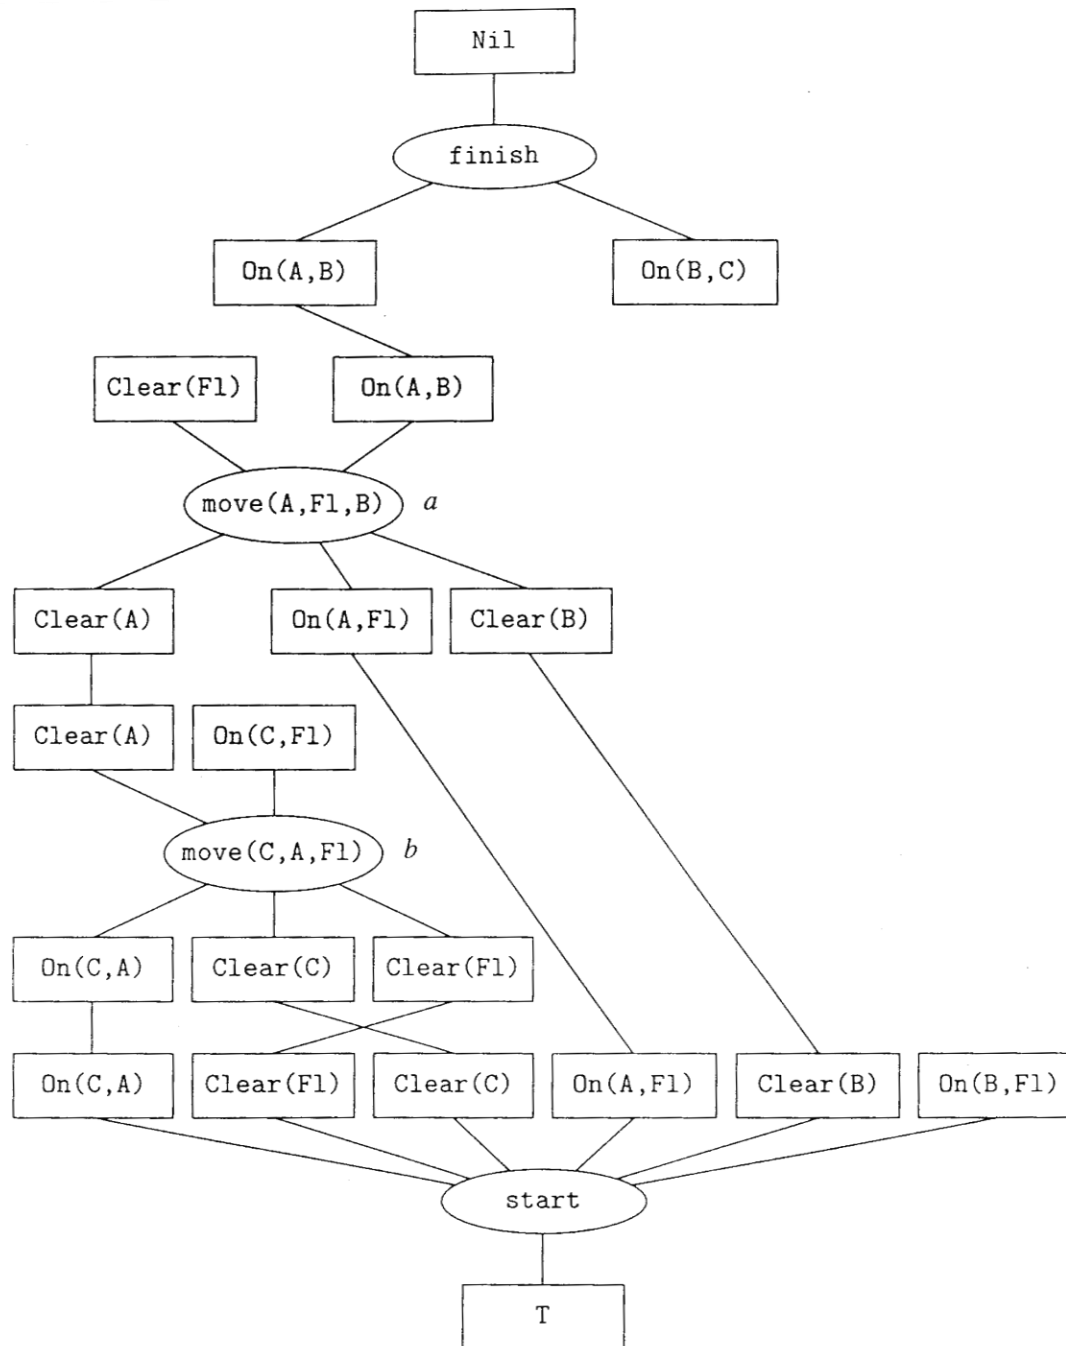 Nil
finish
On(A,B) On(B,C)
Clear(Fl) On(A,B)
move(A,Fl,B) a
Clear(A) On(A,Fl) Clear(B)
Clear(A) On(C,Fl)
move(C,A,Fl) b
On(C,A) Clear(C) Clear(Fl)
On(C,A) Clear(Fl) Clear(C) On(A,Fl) Clear(B) On(B,Fl)
start
T